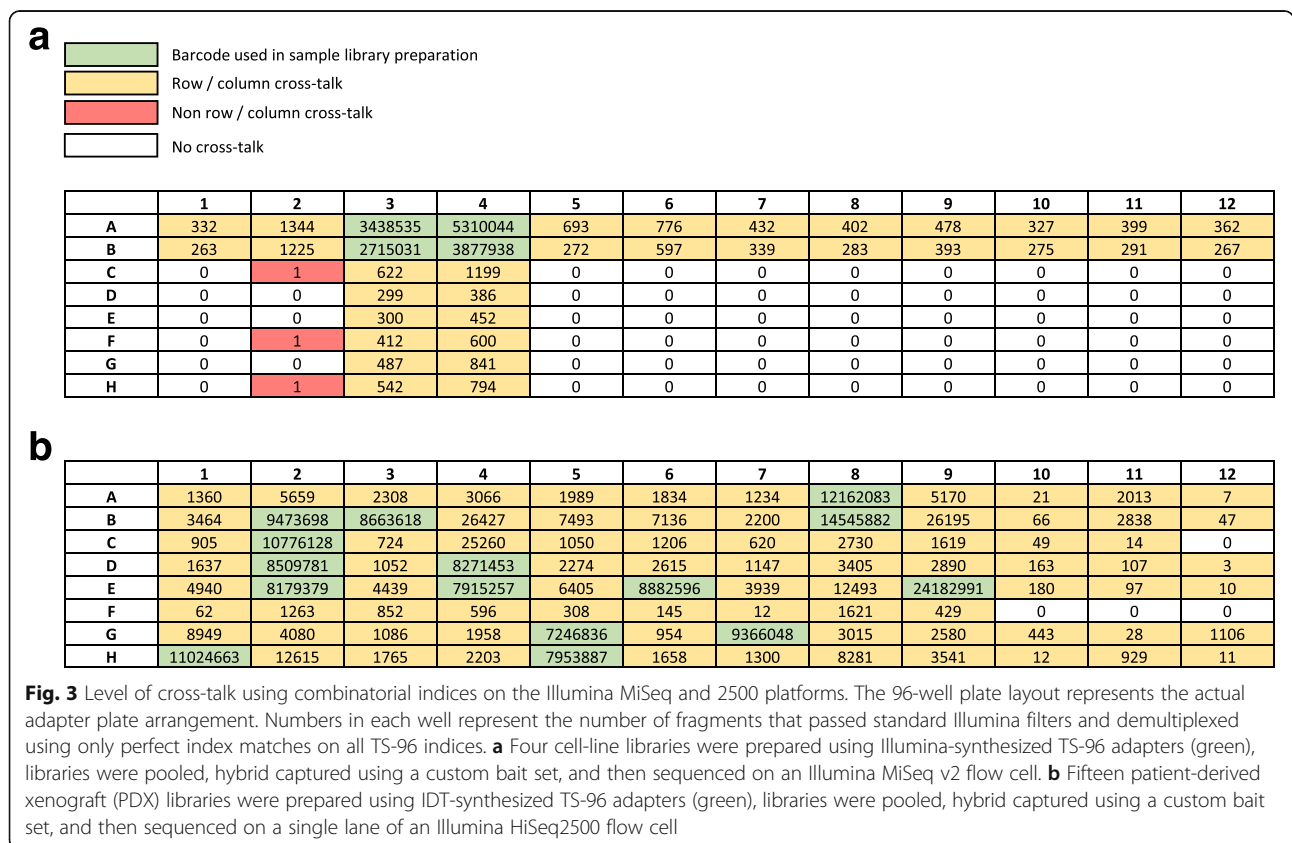 a
Barcode used in sample library preparation
Row / column cross-talk
Non row / column cross-talk
No cross-talk
1 2 3 4 5 6 7 8 9 10 11 12
A 332 1344 3438535 5310044 693 776 432 402 478 327 399 362
B 263 1225 2715031 3877938 272 597 339 283 393 275 291 267
C 0 1 622 1199 0 0 0 0 0 0 0 0
D 0 0 299 386 0 0 0 0 0 0 0 0
E 0 0 300 452 0 0 0 0 0 0 0 0
F 0 1 412 600 0 0 0 0 0 0 0 0
G 0 0 487 841 0 0 0 0 0 0 0 0
H 0 1 542 794 0 0 0 0 0 0 0 0
b
1 2 3 4 5 6 7 8 9 10 11 12
A 1360 5659 2308 3066 1989 1834 1234 12162083 5170 21 2013 7
B 3464 9473698 8663618 26427 7493 7136 2200 14545882 26195 66 2838 47
C 905 10776128 724 25260 1050 1206 620 2730 1619 49 14 0
D 1637 8509781 1052 8271453 2274 2615 1147 3405 2890 163 107 3
E 4940 8179379 4439 7915257 6405 8882596 3939 12493 24182991 180 97 10
F 62 1263 852 596 308 145 12 1621 429 0 0 0
G 8949 4080 1086 1958 7246836 954 9366048 3015 2580 443 28 1106
H 11024663 12615 1765 2203 7953887 1658 1300 8281 3541 12 929 11
Fig. 3 Level of cross-talk using combinatorial indices on the Illumina MiSeq and 2500 platforms. The 96-well plate layout represents the actual
adapter plate arrangement. Numbers in each well represent the number of fragments that passed standard Illumina filters and demultiplexed
using only perfect index matches on all TS-96 indices. a Four cell-line libraries were prepared using Illumina-synthesized TS-96 adapters (green),
libraries were pooled, hybrid captured using a custom bait set, and then sequenced on an Illumina MiSeq v2 flow cell. b Fifteen patient-derived
xenograft (PDX) libraries were prepared using IDT-synthesized TS-96 adapters (green), libraries were pooled, hybrid captured using a custom bait
set, and then sequenced on a single lane of an Illumina HiSeq2500 flow cell